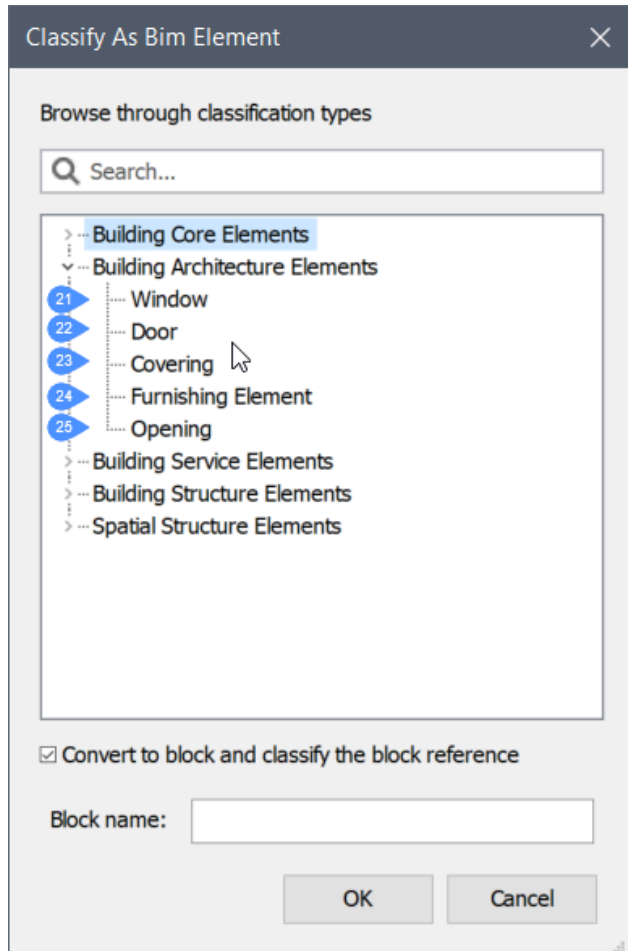 Classify As Bim Element
Browse through classification types
Search...
Building Core Elements
Building Architecture Elements
21 Window
22 Door
23 Covering
24 Furnishing Element
25 Opening
Building Service Elements
Building Structure Elements
Spatial Structure Elements
Convert to block and classify the block reference
Block name:
OK Cancel